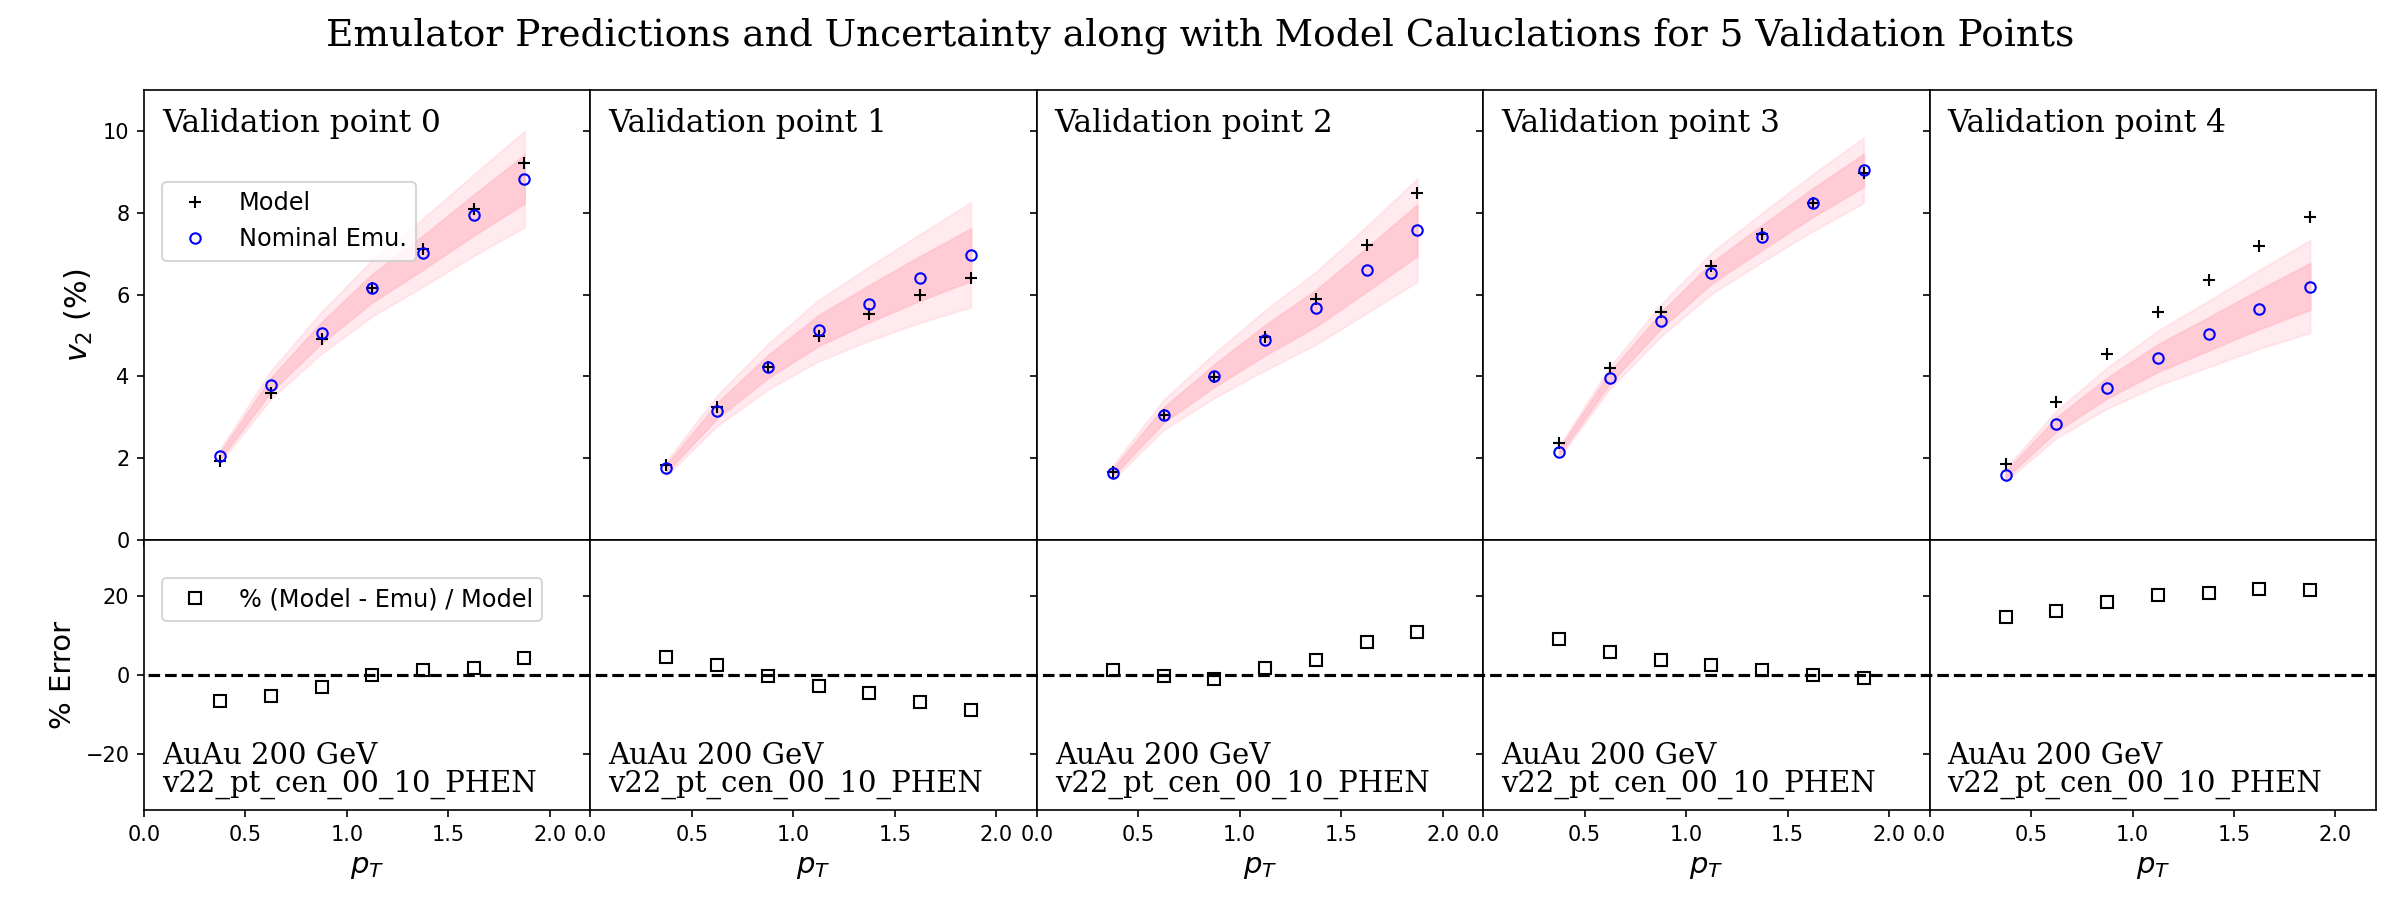 Emulator Predictions and Uncertainty along with Model Caluclations for 5 Validation Points
Validation point 0
Validation point 1
Validation point 2
Validation point 3
Validation point 4
Model
Nominal Emu.
v2 (%)
10
8
6
4
2
0
% (Model - Emu) / Model
% Error
20
0
−20
AuAu 200 GeV
v22_pt_cen_00_10_PHEN
AuAu 200 GeV
v22_pt_cen_00_10_PHEN
AuAu 200 GeV
v22_pt_cen_00_10_PHEN
AuAu 200 GeV
v22_pt_cen_00_10_PHEN
AuAu 200 GeV
v22_pt_cen_00_10_PHEN
0.0 0.5 1.0 1.5 2.0 0.0 0.5 1.0 1.5 2.0 0.0 0.5 1.0 1.5 2.0 0.0 0.5 1.0 1.5 2.0 0.0 0.5 1.0 1.5 2.0
pT pT pT pT pT